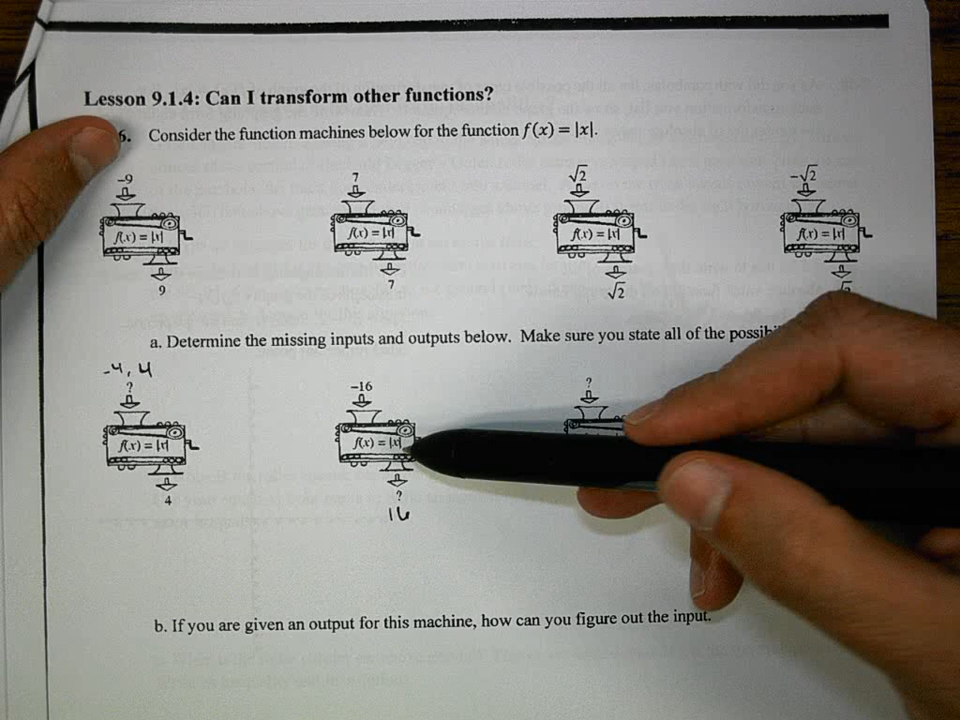 Lesson 9.1.4: Can I transform other functions?
6. Consider the function machines below for the function f(x) = |x|.
-9 7 √2 -√2
f(x) = |x| f(x) = |x| f(x) = |x| f(x) = |x|
9 7 √2
a. Determine the missing inputs and outputs below. Make sure you state all of the
-4, 4
? -16 ?
f(x) = |x| f(x) = |x|
4 ?
16
b. If you are given an output for this machine, how can you figure out the input.